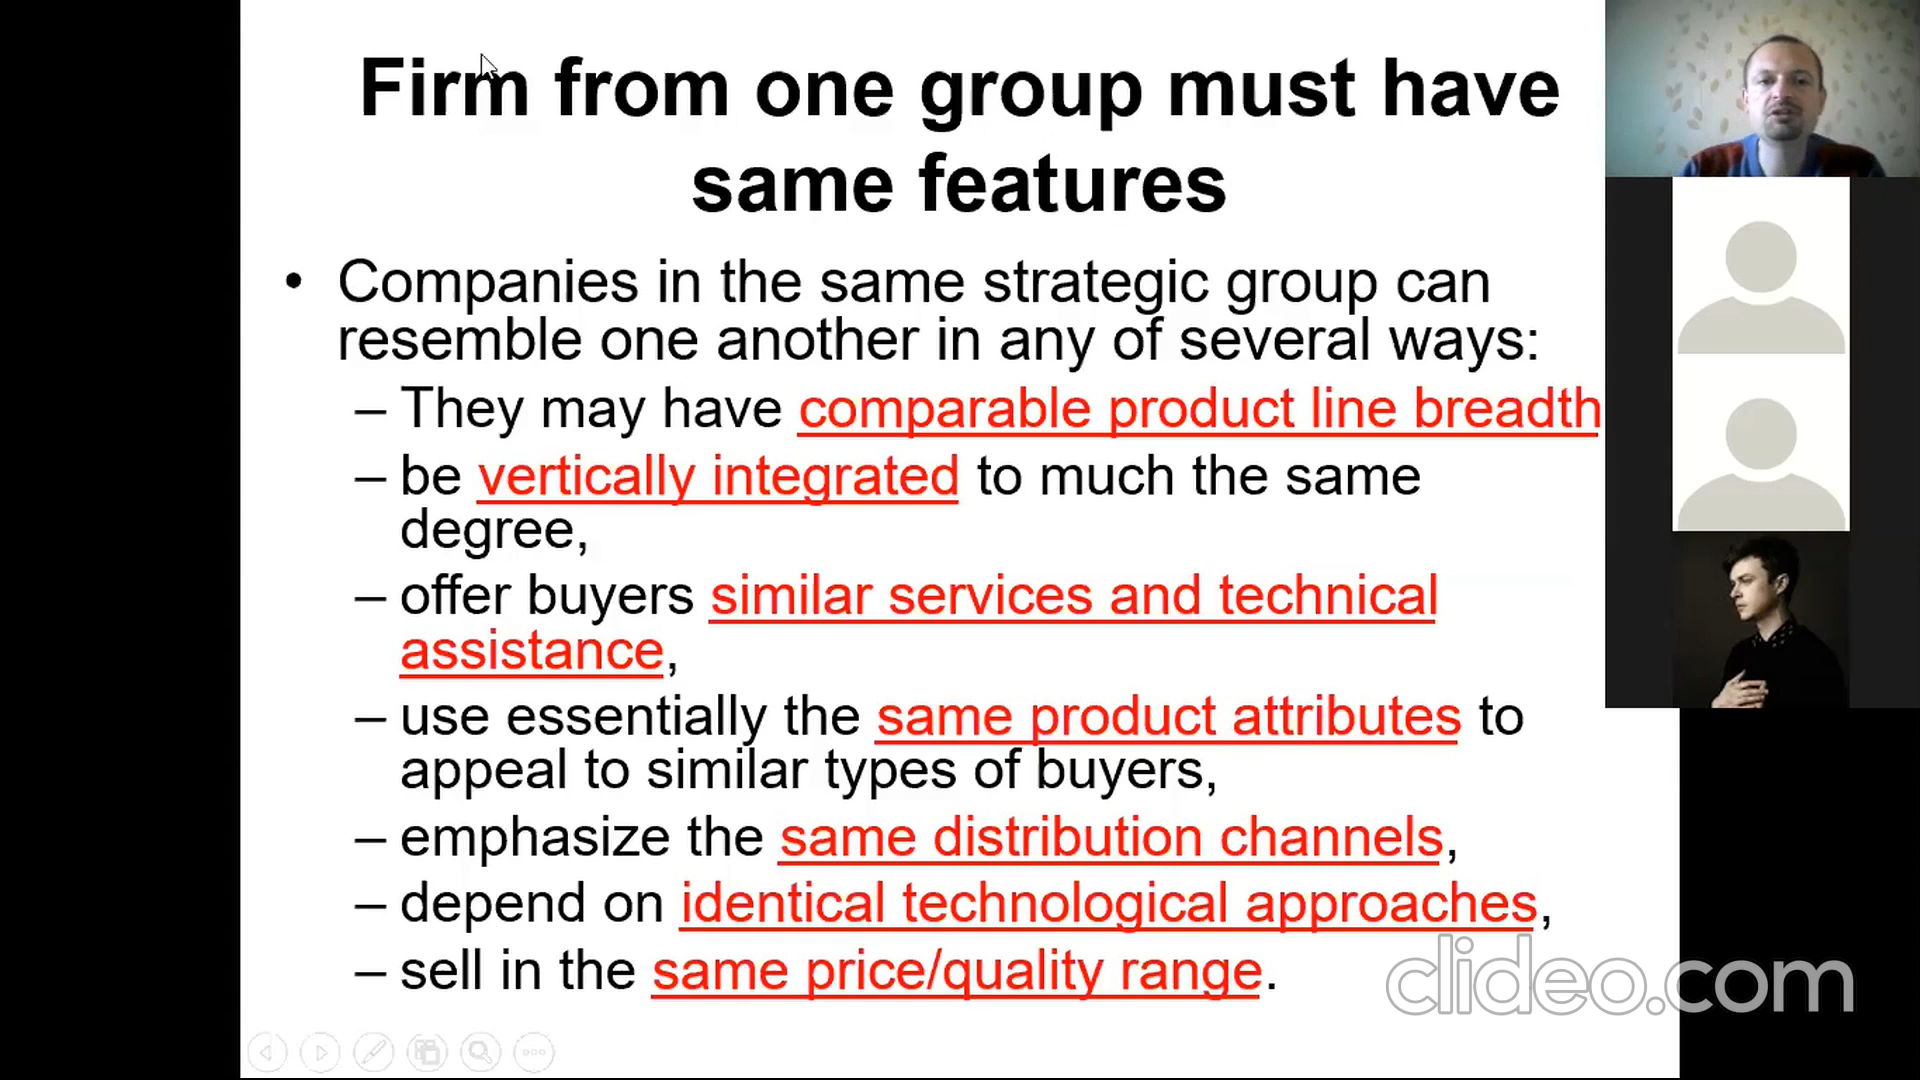 Firm from one group must have
same features
• Companies in the same strategic group can
resemble one another in any of several ways:
– They may have comparable product line breadth
– be vertically integrated to much the same
degree,
– offer buyers similar services and technical
assistance,
– use essentially the same product attributes to
appeal to similar types of buyers,
– emphasize the same distribution channels,
– depend on identical technological approaches,
– sell in the same price/quality range.
clideo.com